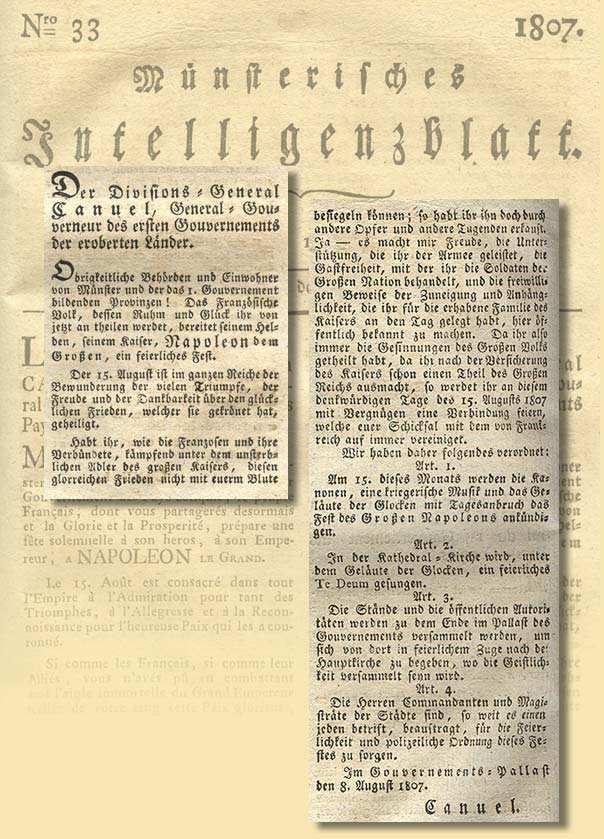 Nro 33
1807.
Münsterisches
Intelligenzblatt.
Der Divisions-General
Canuel, General-Gou-
verneur des ersten Gouvernements
der eroberten Länder.
Obrigkeitliche Behörden und Einwohner
von Münster und der das 1. Gouvernement
bildenden Provinzen! Das Französische
Volk, dessen Ruhm und Glück ihr von
jetzt an theilen werdet, bereitet seinem Hel-
den, seinem Kaiser, Napoleon dem
Großen, ein feierliches Fest.
Der 15. August ist im ganzen Reiche der
Bewunderung der vielen Triumpfe, der
Freude und der Dankbarkeit über den glück-
lichen Frieden, welcher sie gekrönet hat,
geheiligt.
Habt ihr, wie die Franzosen und ihre
Verbündete, kämpfend unter dem unsterb-
lichen Adler des großen Kaisers, diesen
glorreichen Frieden nicht mit euerm Blute
besiegeln können; so habt ihr ihn doch durch
andere Opfer und andere Tugenden erkauft.
Ja — es macht mir Freude, die Unter-
stützung, die ihr der Armee geleistet, die
Gastfreiheit, mit der ihr die Soldaten der
Großen Nation behandelt, und die freiwilli-
gen Beweise der Zuneigung und Anhäng-
lichkeit, die ihr für die erhabene Familie des
Kaisers an den Tag gelegt habt, hier öf-
fentlich bekannt zu machen. Da ihr also
immer die Gesinnungen des Großen Volks
getheilt habt, da ihr nach der Versicherung
des Kaisers schon einen Theil des Großen
Reichs ausmacht, so werdet ihr an diesem
denkwürdigen Tage des 15. Augusts 1807
mit Vergnügen eine Verbindung feiern,
welche euer Schicksal mit dem von Frank-
reich auf immer vereiniget.
Wir haben daher folgendes verordnet:
Art. 1.
Am 15. dieses Monats werden die Ka-
nonen, eine kriegerische Musik und das Ge-
läute der Glocken mit Tagesanbruch das
Fest des Großen Napoleons ankündi-
gen.
Art. 2.
In der Kathedral-Kirche wird, unter
dem Geläute der Glocken, ein feierliches
Te Deum gesungen.
Art. 3.
Die Stände und die öffentlichen Autori-
täten werden zu dem Ende im Pallast des
Gouvernements versammelt werden, um
sich von dort in feierlichem Zuge nach der
Hauptkirche zu begeben, wo die Geistlich-
keit versammelt seyn wird.
Art. 4.
Die Herren Commandanten und Magi-
sträte der Städte sind, so weit es einen
jeden betrift, beauftragt, für die Feier-
lichkeit und polizeiliche Ordnung dieses Fe-
stes zu sorgen.
Im Gouvernements-Pallast
den 8. August 1807.
Canuel.
Français, dont vous partagerés desormais
et la Glorie et la Prosperité, prépare une
fête solemnelle à son heros, à son Empe-
reur, A NAPOLEON LE GRAND.
Le 15. Août est consacré dans tout
l'Empire à l'Admiration pour tant des
Triomphes, à l'Allegresse et à la Recon-
noissance pour l'heureuse Paix qui les a cou-
ronné.
Si comme les Français, si comme leur
Alliés, vous n'avés pû, en combattant